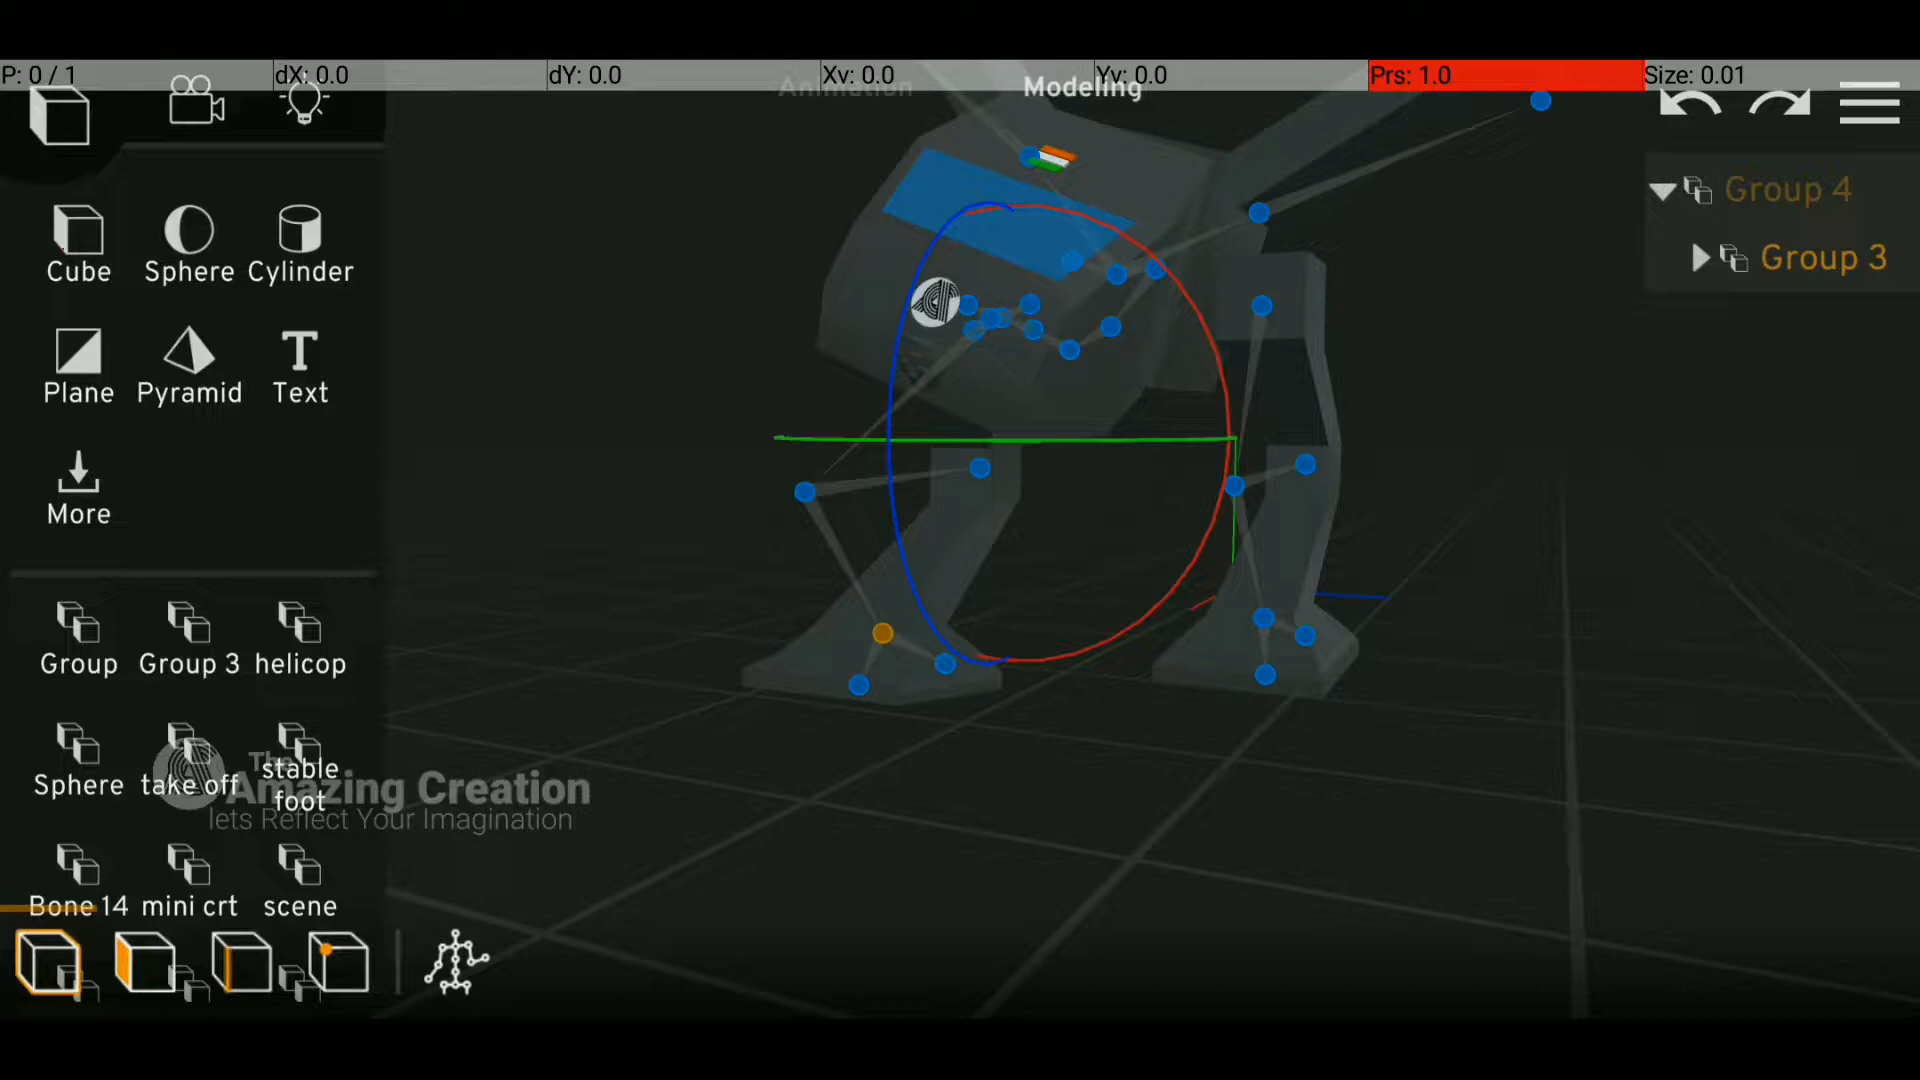 P: 0 / 1
dX: 0.0
dY: 0.0
Xv: 0.0
Yv: 0.0
Prs: 1.0
Size: 0.01
Animation
Modeling
Group 4
Group 3
Cube
Sphere
Cylinder
Plane
Pyramid
Text
More
Group
Group 3
helicop
Sphere
take off
stable
foot
The
Amazing Creation
lets Reflect Your Imagination
Bone 14
mini crt
scene